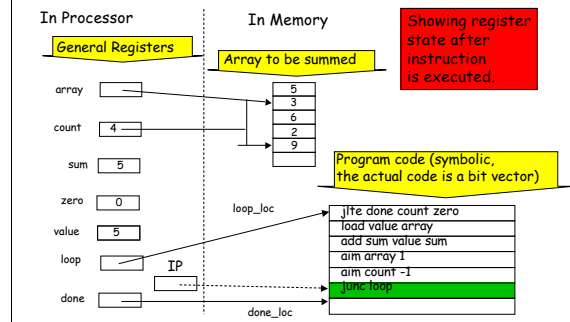 In Processor
In Memory
Showing register
state after
instruction
is executed.
General Registers
Array to be summed
array
5
3
6
2
9
count
4
sum
5
zero
0
value
5
loop
IP
done
loop_loc
done_loc
Program code (symbolic,
the actual code is a bit vector)
jlte done count zero
load value array
add sum value sum
aim array 1
aim count -1
junc loop